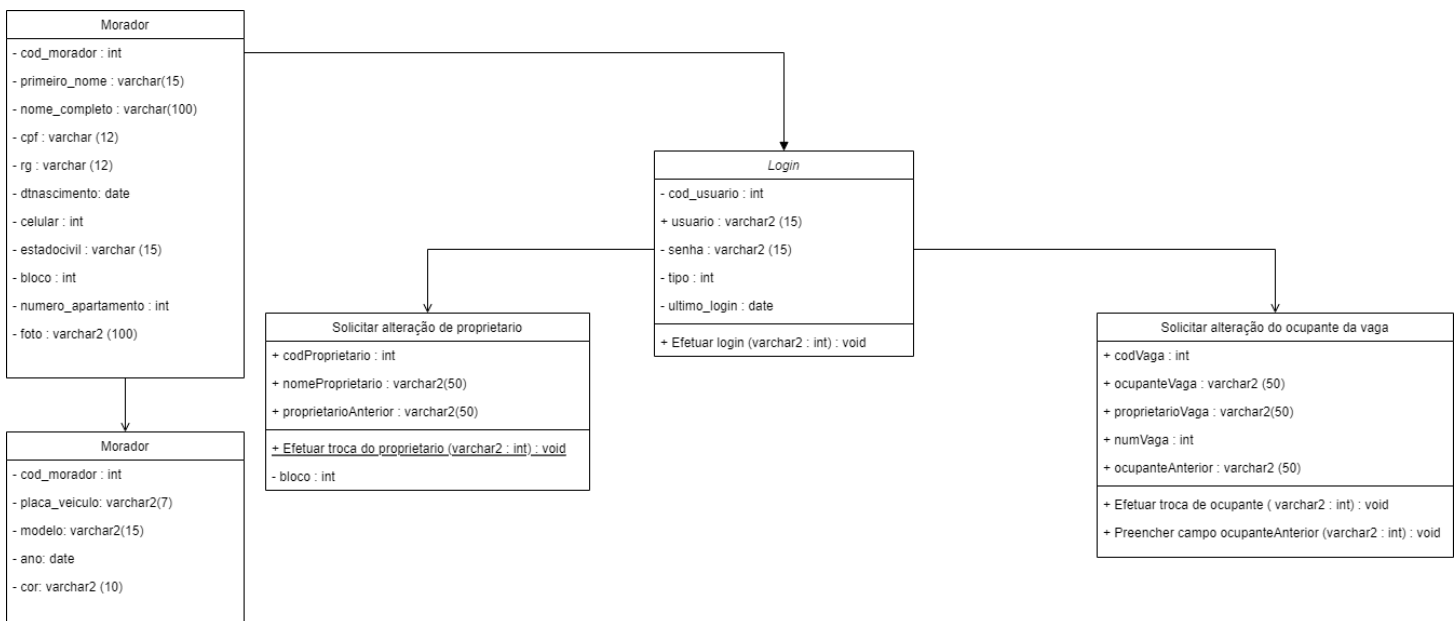 Morador
- cod_morador : int
- primeiro_nome : varchar(15)
- nome_completo : varchar(100)
- cpf : varchar (12)
- rg : varchar (12)
- dtnascimento: date
- celular : int
- estadocivil : varchar (15)
- bloco : int
- numero_apartamento : int
- foto : varchar2 (100)
Morador
- cod_morador : int
- placa_veiculo: varchar2(7)
- modelo: varchar2(15)
- ano: date
- cor: varchar2 (10)
Login
- cod_usuario : int
+ usuario : varchar2 (15)
- senha : varchar2 (15)
- tipo : int
- ultimo_login : date
+ Efetuar login (varchar2 : int) : void
Solicitar alteração de proprietario
+ codProprietario : int
+ nomeProprietario : varchar2(50)
+ proprietarioAnterior : varchar2(50)
+ Efetuar troca do proprietario (varchar2 : int) : void
- bloco : int
Solicitar alteração do ocupante da vaga
+ codVaga : int
+ ocupanteVaga : varchar2 (50)
+ proprietarioVaga : varchar2(50)
+ numVaga : int
+ ocupanteAnterior : varchar2 (50)
+ Efetuar troca de ocupante ( varchar2 : int) : void
+ Preencher campo ocupanteAnterior (varchar2 : int) : void